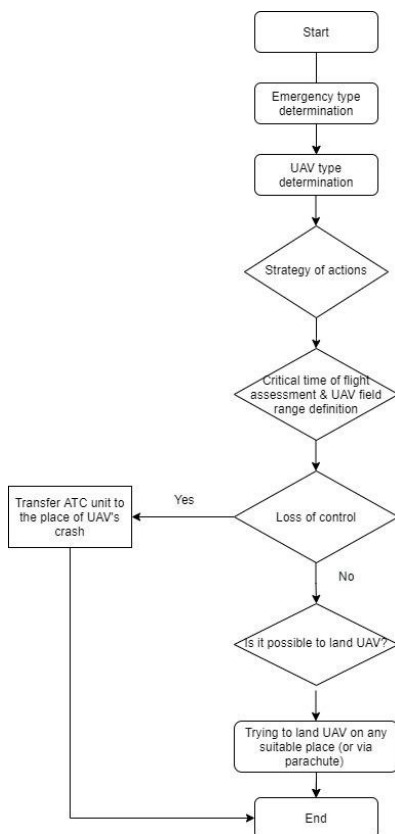 Start
Emergency type
determination
UAV type
determination
Strategy of actions
Critical time of flight
assessment & UAV field
range definition
Loss of control
Yes
Transfer ATC unit to
the place of UAV's
crash
No
Is it possible to land UAV?
Trying to land UAV on any
suitable place (or via
parachute)
End